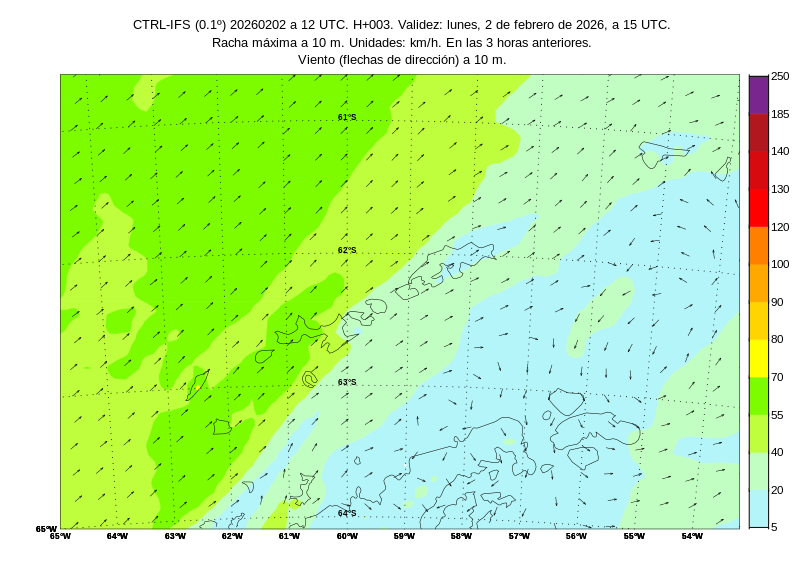 CTRL-IFS (0.1º) 20260202 a 12 UTC. H+003. Validez: lunes, 2 de febrero de 2026, a 15 UTC.
Racha máxima a 10 m. Unidades: km/h. En las 3 horas anteriores.
Viento (flechas de dirección) a 10 m.
250
185
140
130
120
100
90
80
70
55
40
20
5
61°S
62°S
63°S
64°S
65°W
65°W 64°W 63°W 62°W 61°W 60°W 59°W 58°W 57°W 56°W 55°W 54°W